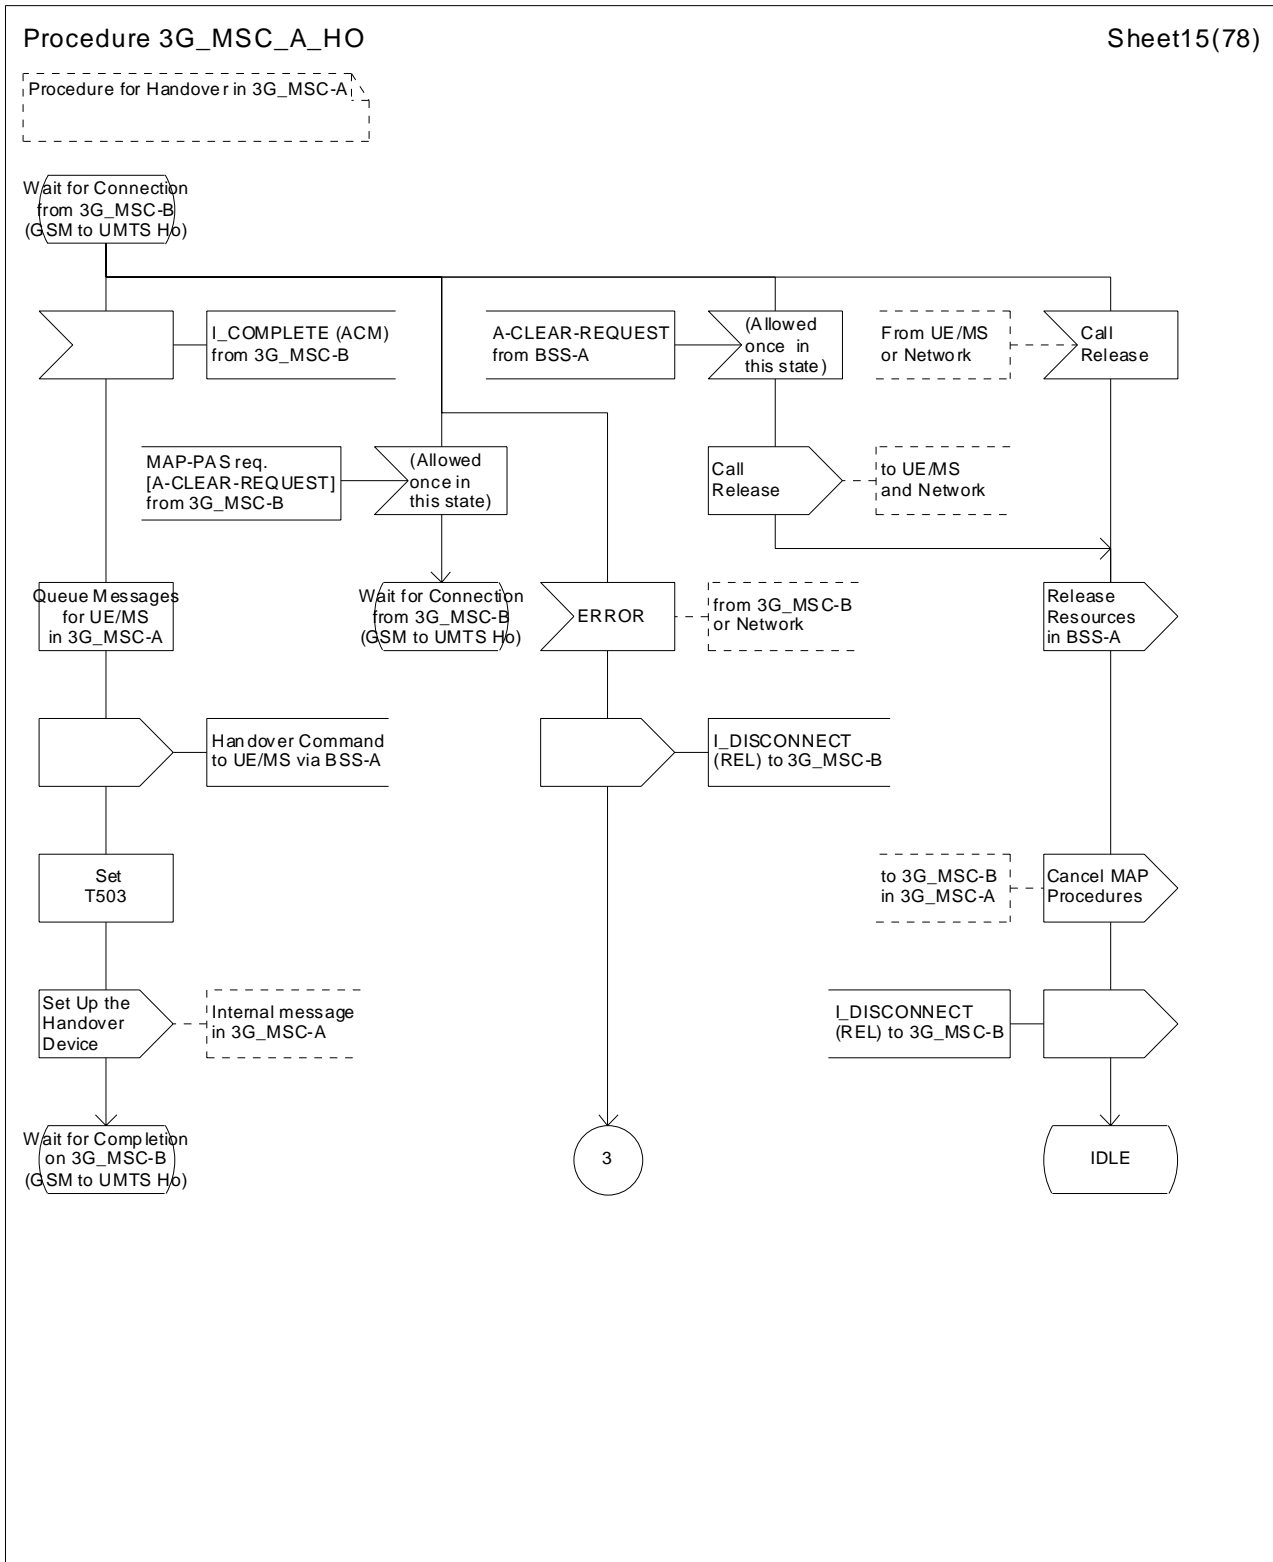 Procedure 3G_MSC_A_HO
Sheet15(78)
Procedure for Handover in 3G_MSC-A
Wait for Connection
from 3G_MSC-B
(GSM to UMTS Ho)
I_COMPLETE (ACM)
from 3G_MSC-B
A-CLEAR-REQUEST
from BSS-A
(Allowed
once in
this state)
From UE/MS
or Network
Call
Release
MAP-PAS req.
[A-CLEAR-REQUEST]
from 3G_MSC-B
(Allowed
once in
this state)
Call
Release
to UE/MS
and Network
Queue Messages
for UE/MS
in 3G_MSC-A
Wait for Connection
from 3G_MSC-B
(GSM to UMTS Ho)
ERROR
from 3G_MSC-B
or Network
Release
Resources
in BSS-A
Handover Command
to UE/MS via BSS-A
I_DISCONNECT
(REL) to 3G_MSC-B
Set
T503
to 3G_MSC-B
in 3G_MSC-A
Cancel MAP
Procedures
Set Up the
Handover
Device
Internal message
in 3G_MSC-A
I_DISCONNECT
(REL) to 3G_MSC-B
Wait for Completion
on 3G_MSC-B
(GSM to UMTS Ho)
3
IDLE